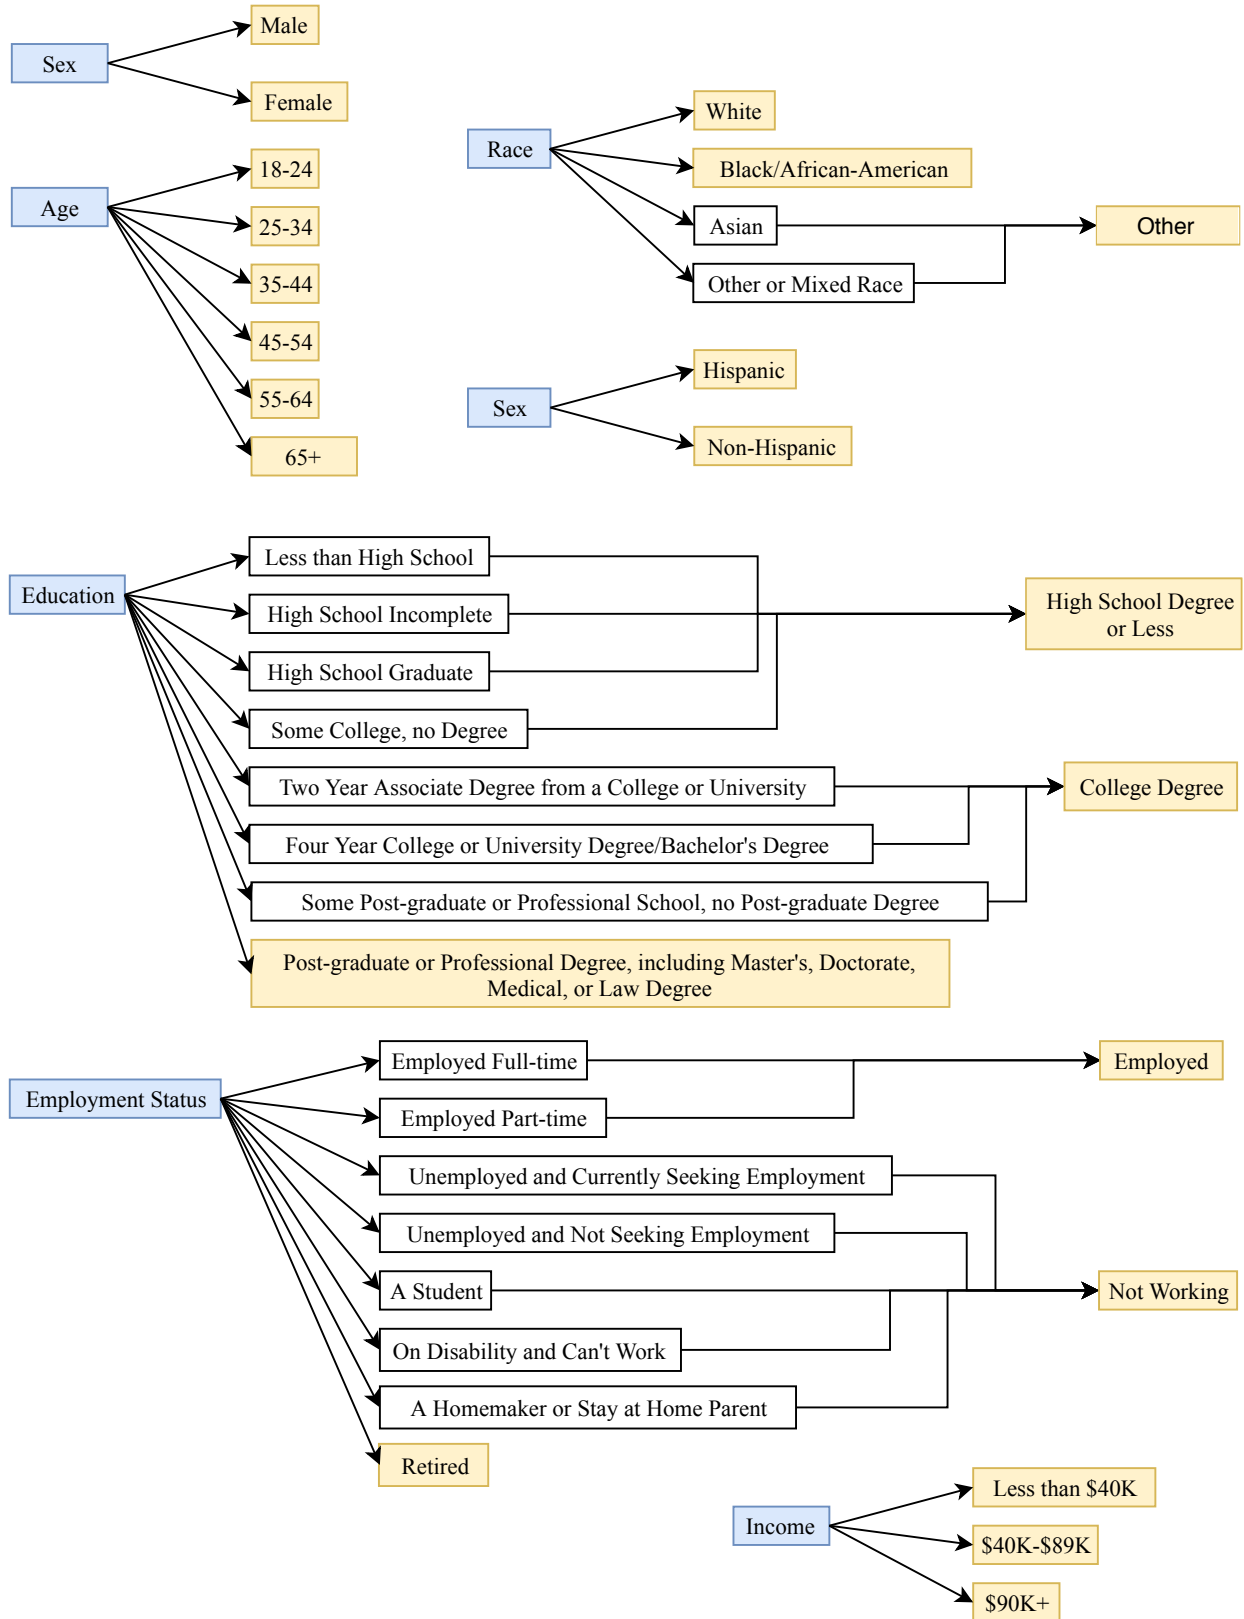 Sex
Male
Female
Age
18-24
25-34
35-44
45-54
55-64
65+
Race
White
Black/African-American
Asian
Other or Mixed Race
Other
Sex
Hispanic
Non-Hispanic
Education
Less than High School
High School Incomplete
High School Graduate
Some College, no Degree
High School Degree
or Less
Two Year Associate Degree from a College or University
Four Year College or University Degree/Bachelor's Degree
Some Post-graduate or Professional School, no Post-graduate Degree
College Degree
Post-graduate or Professional Degree, including Master's, Doctorate,
Medical, or Law Degree
Employment Status
Employed Full-time
Employed Part-time
Employed
Unemployed and Currently Seeking Employment
Unemployed and Not Seeking Employment
A Student
On Disability and Can't Work
A Homemaker or Stay at Home Parent
Not Working
Retired
Income
Less than $40K
$40K-$89K
$90K+